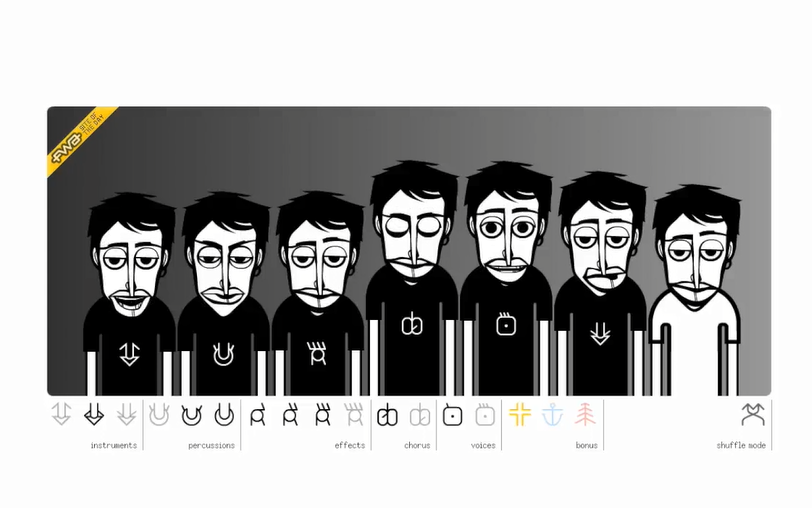 fwa SITE OF
THE DAY
instruments percussions effects chorus voices bonus shuffle mode